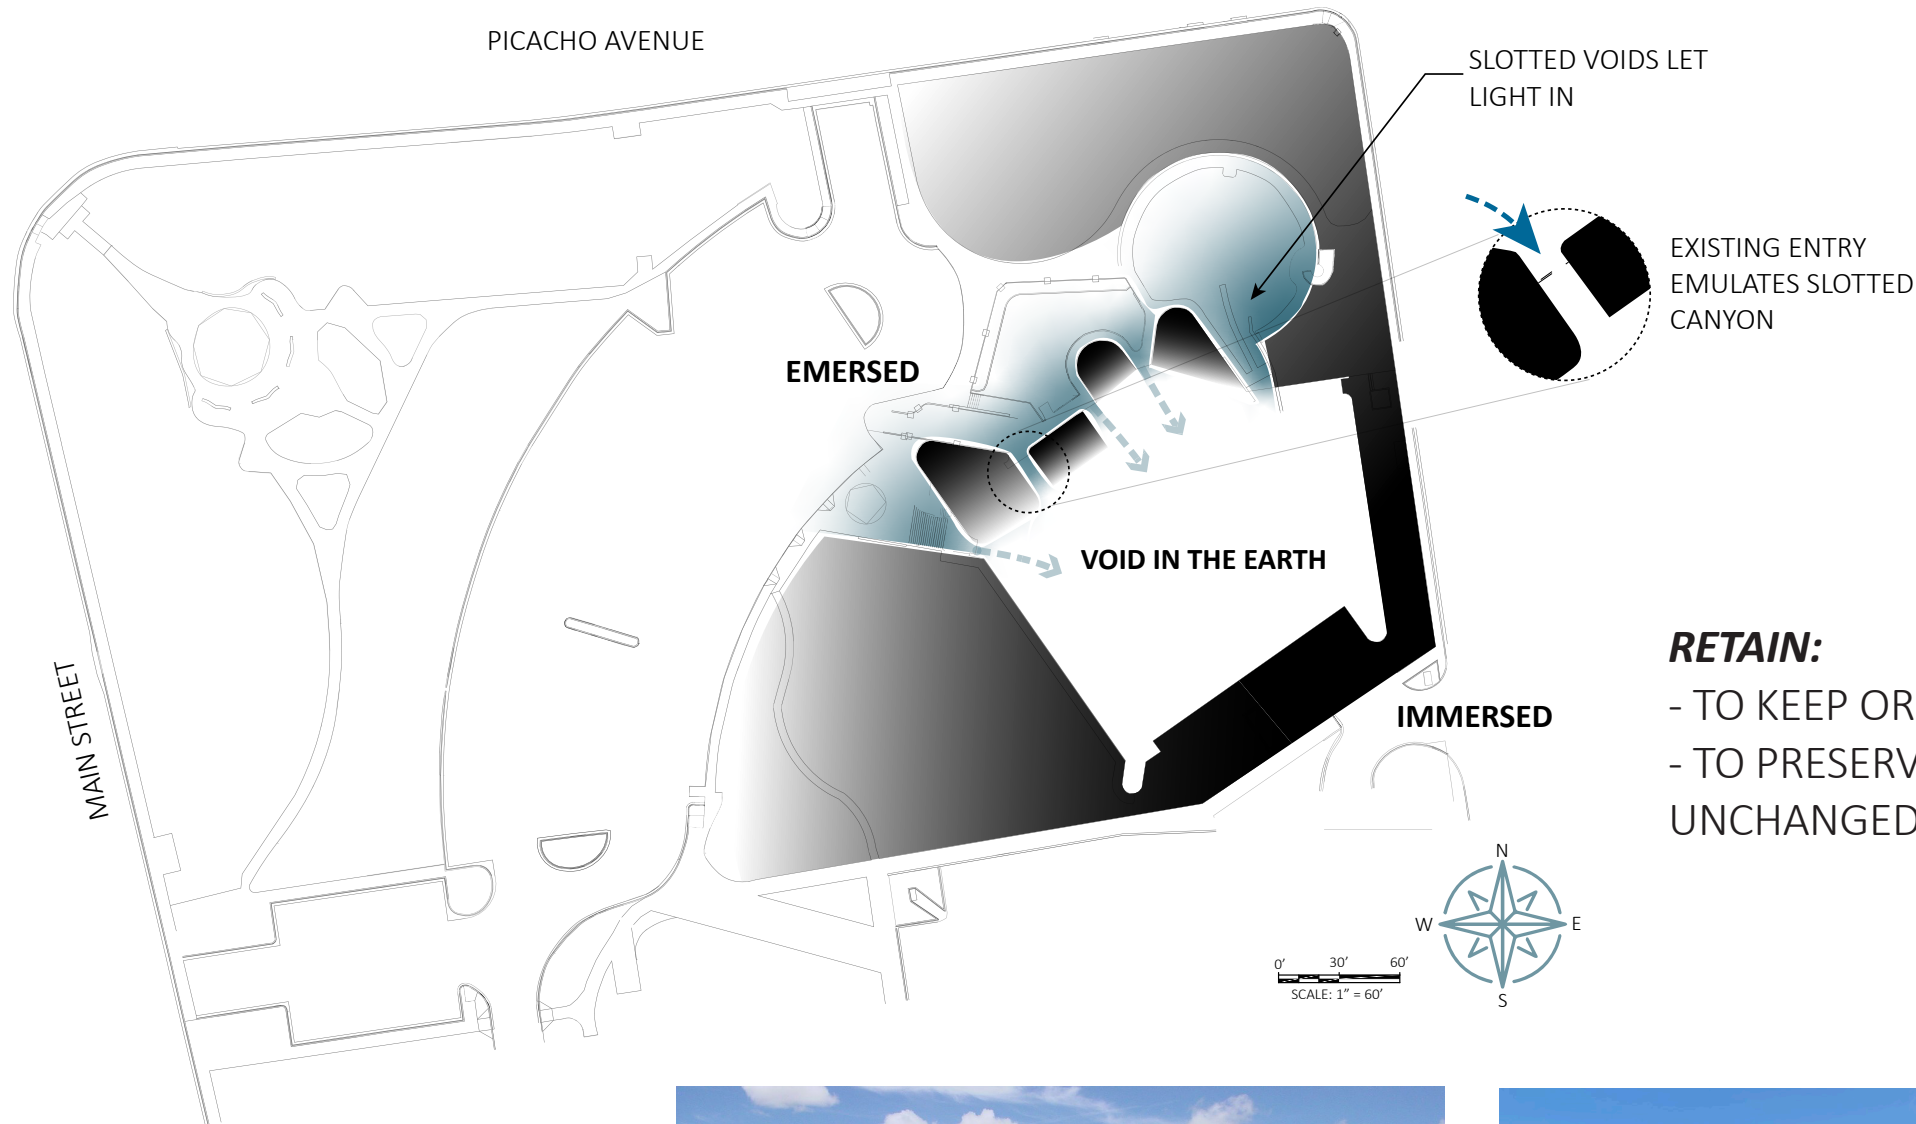 PICACHO AVENUE
SLOTTED VOIDS LET
LIGHT IN
EXISTING ENTRY
EMULATES SLOTTED
CANYON
EMERSED
VOID IN THE EARTH
MAIN STREET
IMMERSED
RETAIN:
- TO KEEP OR
- TO PRESERV
UNCHANGED
N
W
E
S
0' 30' 60'
SCALE: 1" = 60'